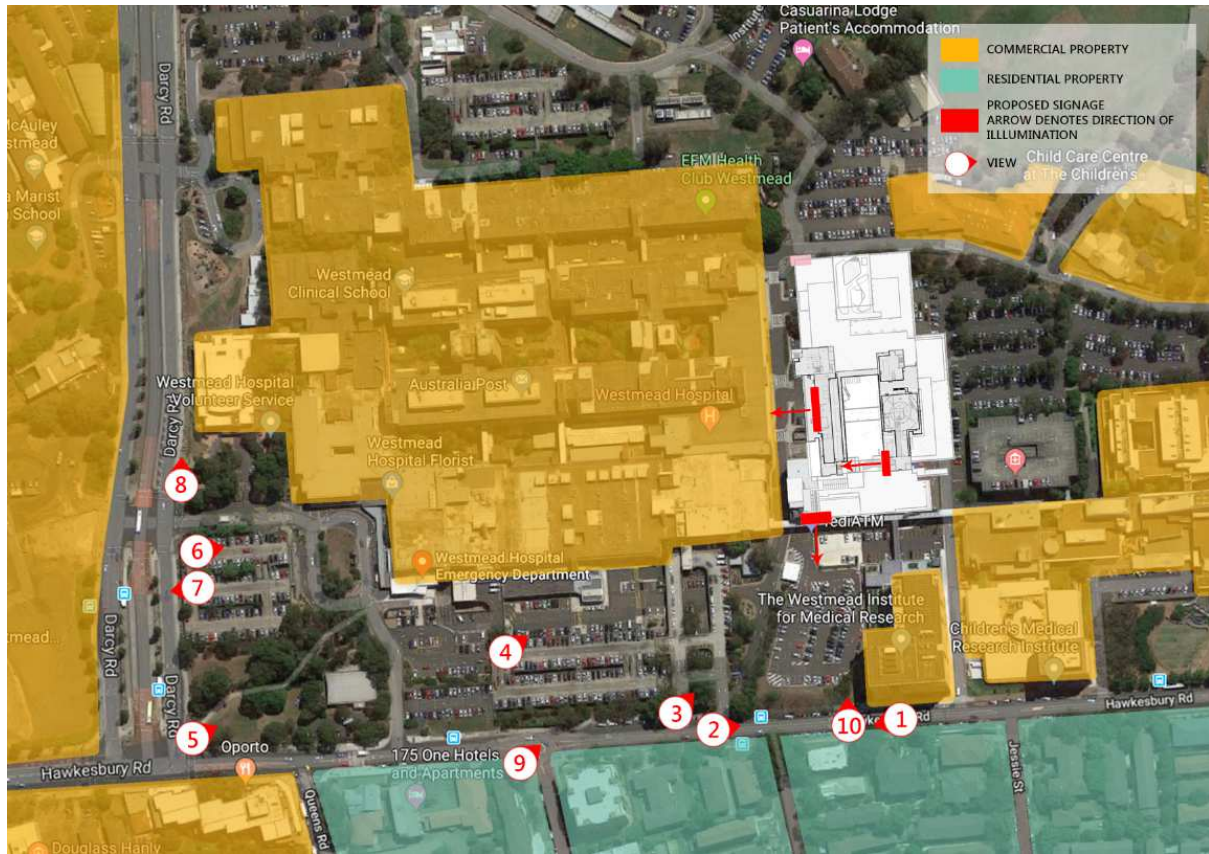 Casuarina Lodge
Patient's Accommodation
Institute
COMMERCIAL PROPERTY
RESIDENTIAL PROPERTY
PROPOSED SIGNAGE
ARROW DENOTES DIRECTION OF
ILLLUMINATION
VIEW
Child Care Centre
at The Children's
Darcy Rd
McAuley
stmead
a Marist
School
EFM Health
Club Westmead
Westmead
Clinical School
Westmead Hospital
Volunteer Service
Australia Post
Westmead Hospital
H
Darcy Rd
Westmead
Hospital Florist
8
rediATM
6
Westmead Hospital
Emergency Department
7
The Westmead Institute
for Medical Research
tmead...
Darcy Rd
4
Children's Medical
Research Institute
Darcy Rd
3
2
10
1
Hawkesbury Rd
5
Oporto
175 One Hotels
and Apartments
9
Hawkesbury Rd
Queens Rd
Jessie St
Douglass Hanly